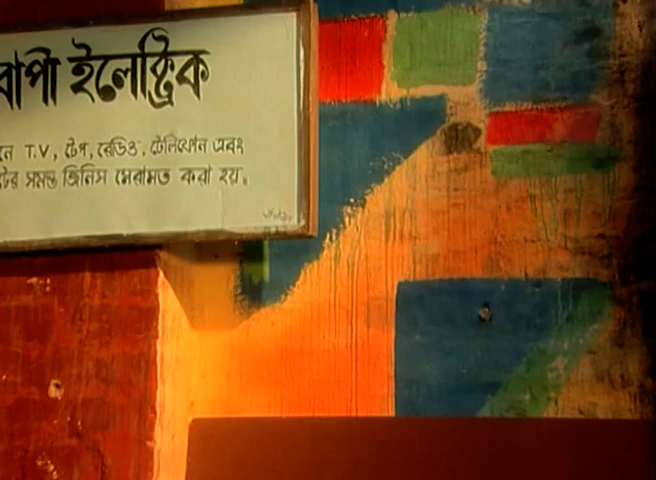 বাপী ইলেক্ট্রিক
T.V, টেপ, রেডিও, টেলিফোন এবং
সমস্ত জিনিস মেরামত করা হয়।